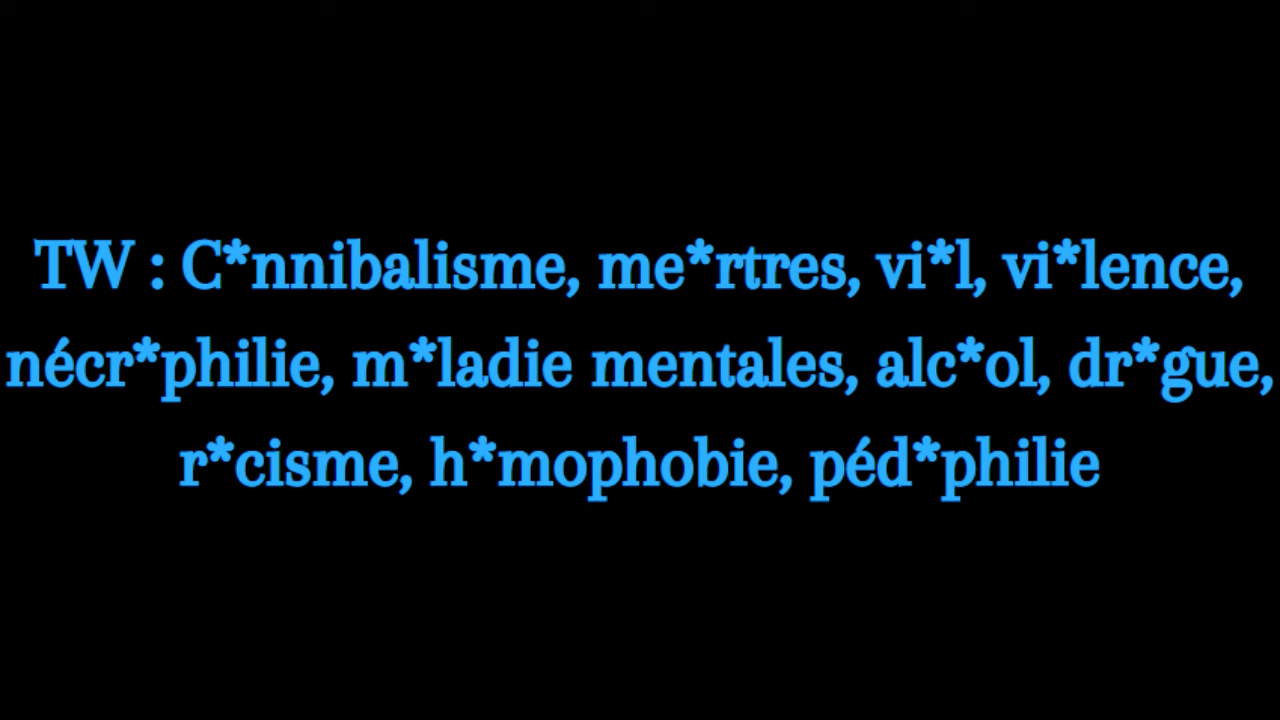 TW : C*nnibalisme, me*rtres, vi*l, vi*lence,
nécr*philie, m*ladie mentales, alc*ol, dr*gue,
r*cisme, h*mophobie, péd*philie